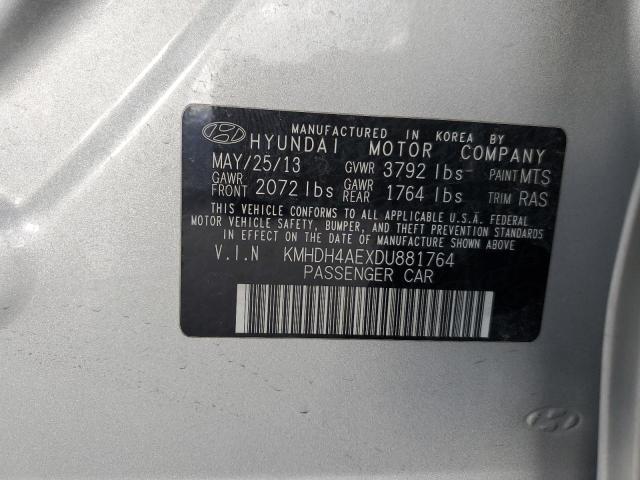 MANUFACTURED IN KOREA BY
HYUNDAI MOTOR COMPANY
MAY/25/13 GVWR 3792 lbs PAINT MTS
GAWR FRONT 2072 lbs GAWR REAR 1764 lbs TRIM RAS
THIS VEHICLE CONFORMS TO ALL APPLICABLE U.S.A. FEDERAL
MOTOR VEHICLE SAFETY, BUMPER, AND THEFT PREVENTION STANDARDS
IN EFFECT ON THE DATE OF MANUFACTURE SHOWN ABOVE.
V.I.N KMHDH4AEXDU881764
PASSENGER CAR